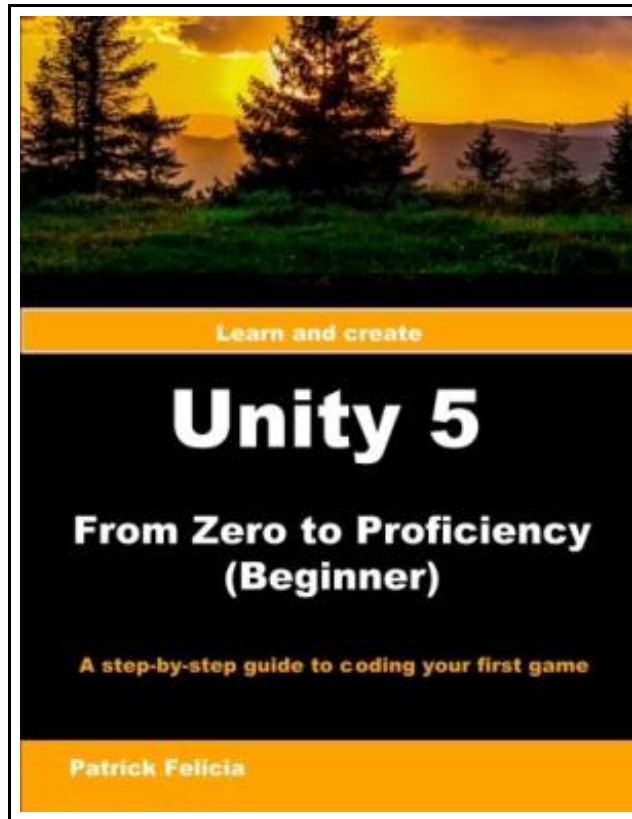 Learn and create
Unity 5
From Zero to Proficiency
(Beginner)
A step-by-step guide to coding your first game
Patrick Felicia